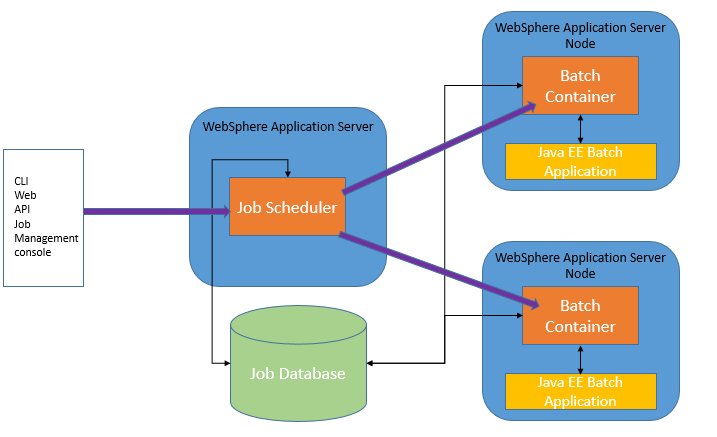 CLI
Web
API
Job
Management
console
WebSphere Application Server
Job Scheduler
Job Database
WebSphere Application Server
Node
Batch
Container
Java EE Batch
Application
WebSphere Application Server
Node
Batch
Container
Java EE Batch
Application